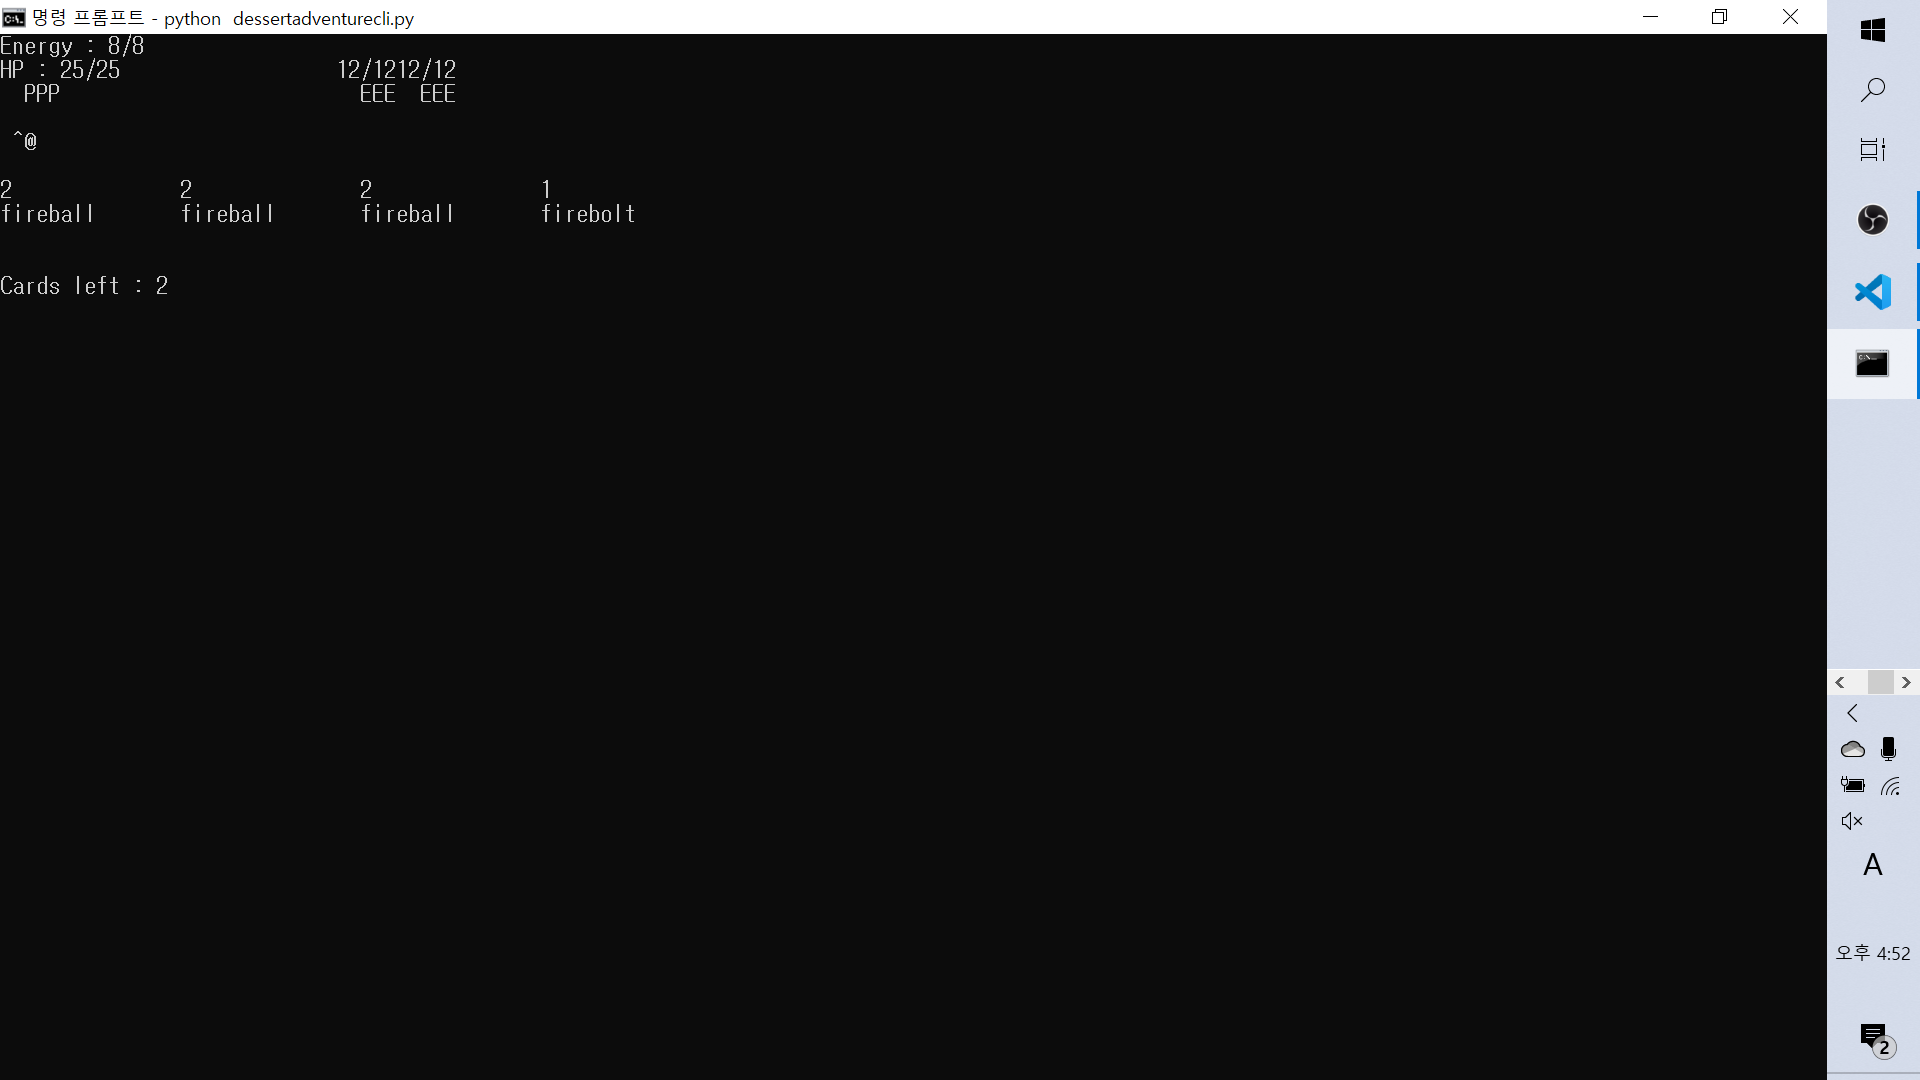 명령 프롬프트 - python  dessertadventurecli.py
Energy : 8/8
HP : 25/25                  12/1212/12
  PPP                         EEE  EEE
 ^@
2              2              2              1
fireball       fireball       fireball       firebolt
Cards left : 2
A
오후 4:52
2